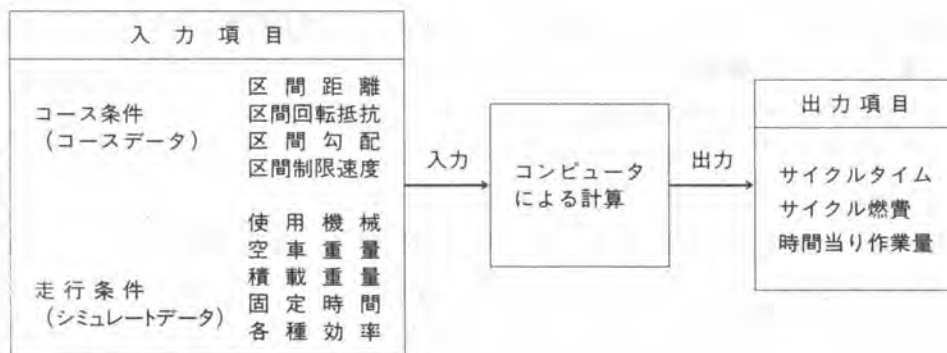 入力項目
コース条件
(コースデータ)
区間距離
区間回転抵抗
区間勾配
区間制限速度
走行条件
(シミュレートデータ)
使用機械
空車重量
積載重量
固定時間
各種効率
入力
コンピュータ
による計算
出力
出力項目
サイクルタイム
サイクル燃費
時間当り作業量